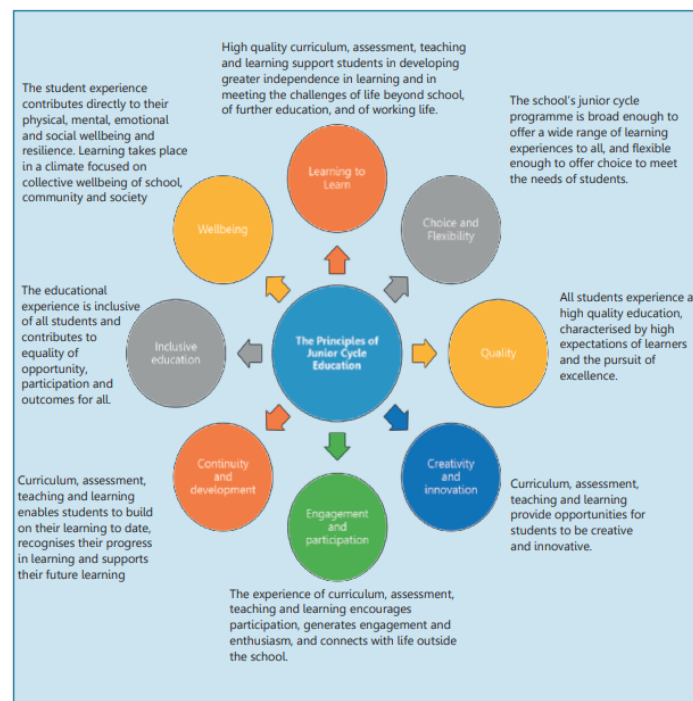 High quality curriculum, assessment, teaching
and learning support students in developing
greater independence in learning and in
meeting the challenges of life beyond school,
of further education, and of working life.
The student experience
contributes directly to their
physical, mental, emotional
and social wellbeing and
resilience. Learning takes place
in a climate focused on
collective wellbeing of school,
community and society
The school's junior cycle
programme is broad enough to
offer a wide range of learning
experiences to all, and flexible
enough to offer choice to meet
the needs of students.
Learning to
Learn
Wellbeing
Choice and
Flexibility
The educational
experience is inclusive
of all students and
contributes to
equality of
opportunity,
participation and
outcomes for all.
Inclusive
education
The Principles of
Junior Cycle
Education
Quality
All students experience a
high quality education,
characterised by high
expectations of learners
and the pursuit of
excellence.
Continuity
and
development
Creativity
and
innovation
Engagement
and
participation
Curriculum, assessment,
teaching and learning
enables students to build
on their learning to date,
recognises their progress
in learning and supports
their future learning
Curriculum, assessment,
teaching and learning
provide opportunities for
students to be creative
and innovative.
The experience of curriculum, assessment,
teaching and learning encourages
participation, generates engagement and
enthusiasm, and connects with life outside
the school.